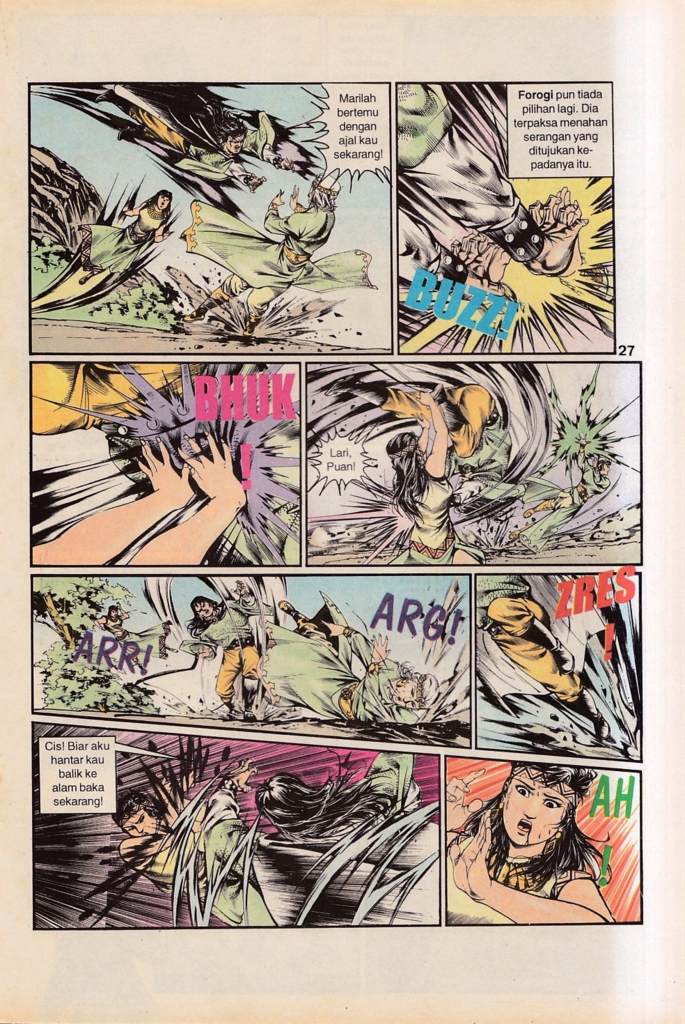 Marilah
bertemu
dengan
ajal kau
sekarang!
Forogi pun tiada
pilihan lagi. Dia
terpaksa menahan
serangan yang
ditujukan ke-
padanya itu.
BUZZ!
27
BHUK
!
Lari,
Puan!
ARR!
ARG!
ZRES
!
Cis! Biar aku
hantar kau
balik ke
alam baka
sekarang!
AH
!